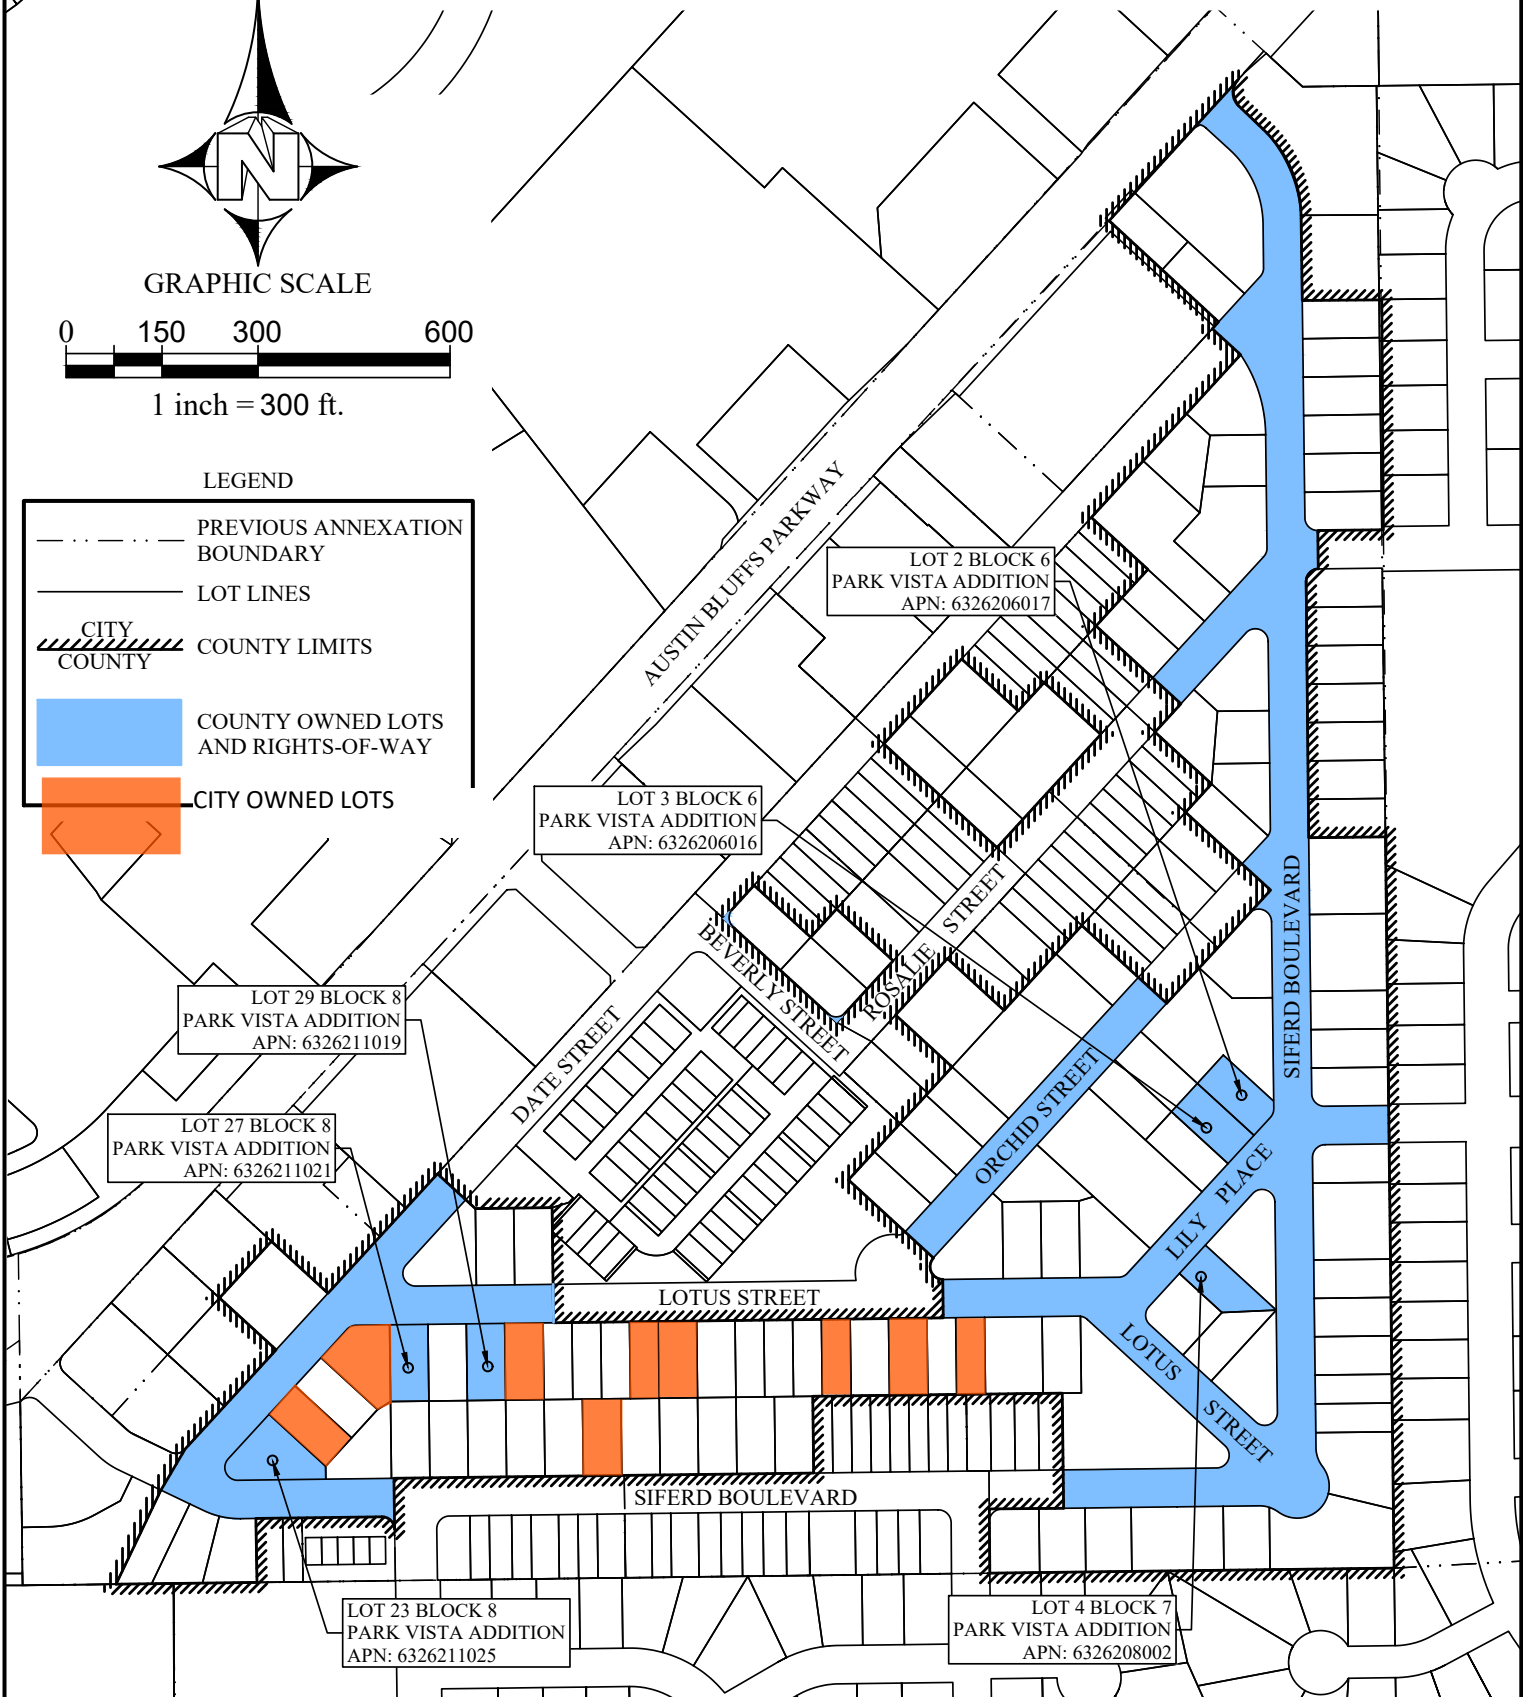 N
GRAPHIC SCALE
0 150 300 600
1 inch = 300 ft.
LEGEND
PREVIOUS ANNEXATION
BOUNDARY
LOT LINES
CITY
COUNTY
COUNTY LIMITS
COUNTY OWNED LOTS
AND RIGHTS-OF-WAY
CITY OWNED LOTS
AUSTIN BLUFFS PARKWAY
LOT 2 BLOCK 6
PARK VISTA ADDITION
APN: 6326206017
LOT 3 BLOCK 6
PARK VISTA ADDITION
APN: 6326206016
BEVERLY STREET
ROSALIE STREET
SIFERD BOULEVARD
LOT 29 BLOCK 8
PARK VISTA ADDITION
APN: 6326211019
DATE STREET
ORCHID STREET
LOT 27 BLOCK 8
PARK VISTA ADDITION
APN: 6326211021
LILY PLACE
LOTUS STREET
LOTUS STREET
SIFERD BOULEVARD
LOT 23 BLOCK 8
PARK VISTA ADDITION
APN: 6326211025
LOT 4 BLOCK 7
PARK VISTA ADDITION
APN: 6326208002